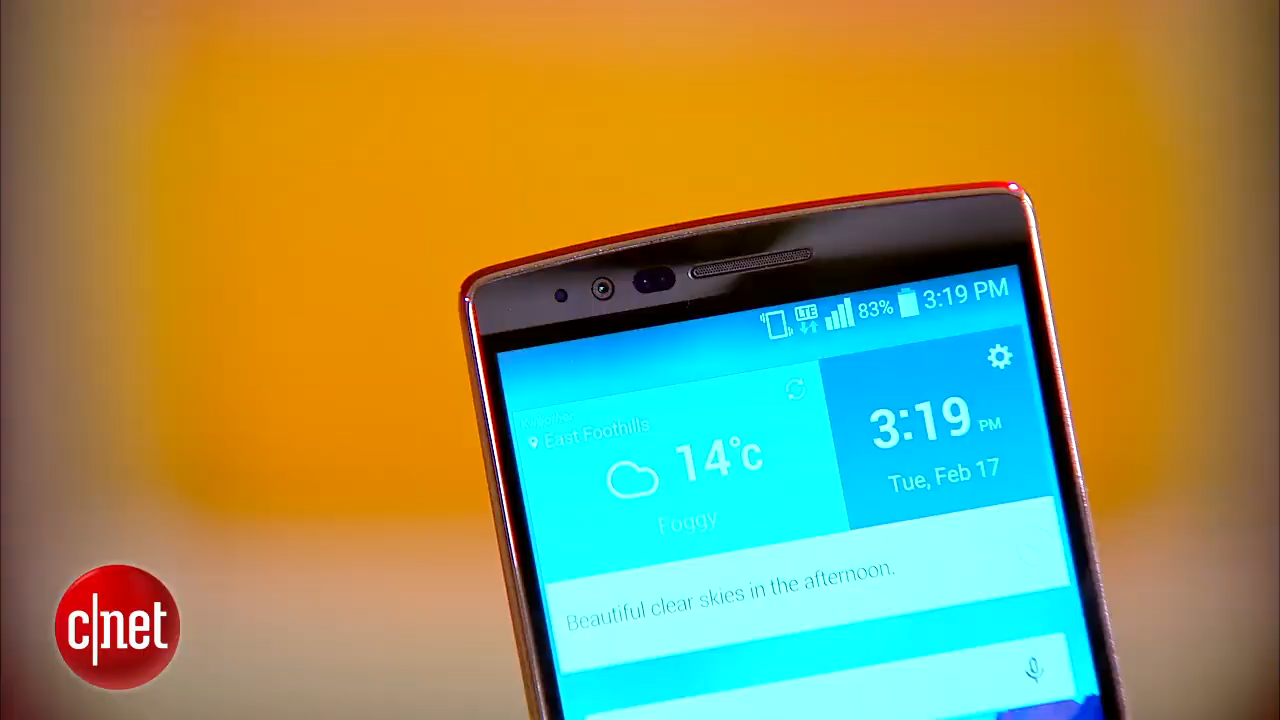 LTE 83% 3:19 PM
East Foothills
14°C
Foggy
3:19 PM
Tue, Feb 17
Beautiful clear skies in the afternoon.
c|net